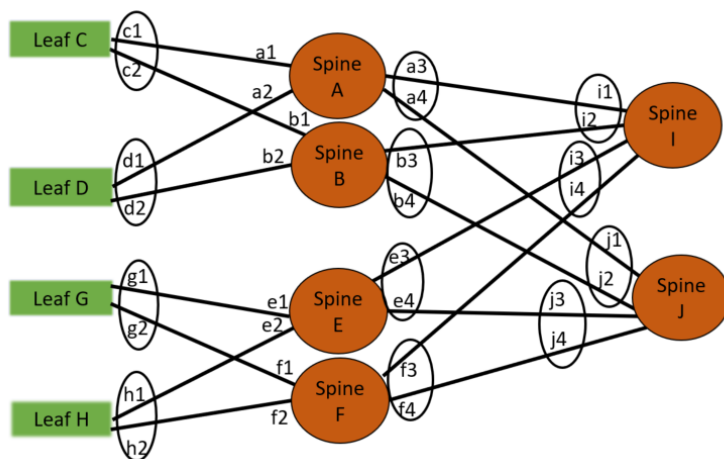 Leaf C
c1
c2
a1
a2
Spine
A
a3
a4
i1
i2
Spine
I
b1
b2
Spine
B
b3
b4
i3
i4
Leaf D
d1
d2
Leaf G
g1
g2
e1
e2
Spine
E
e3
e4
j1
j2
j3
j4
Spine
J
f1
f2
Spine
F
f3
f4
Leaf H
h1
h2